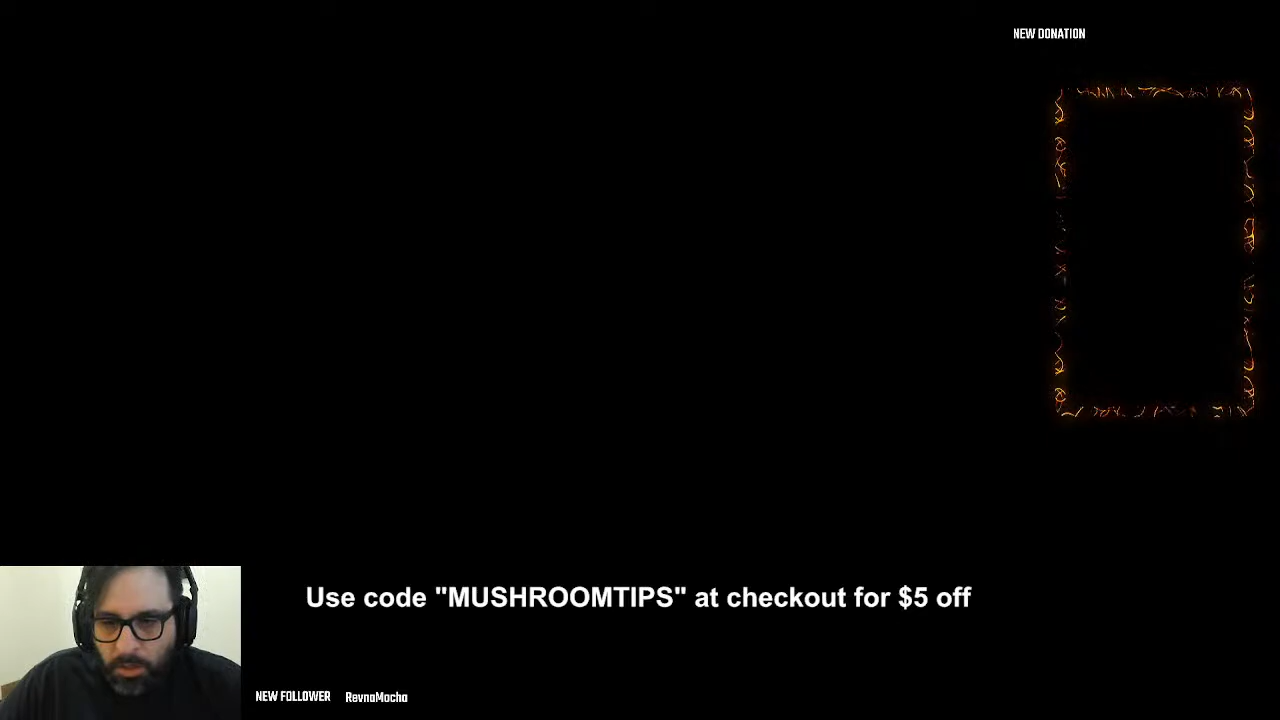 NEW DONATION
Use code "MUSHROOMTIPS" at checkout for $5 off
NEW FOLLOWER RevnaMocha